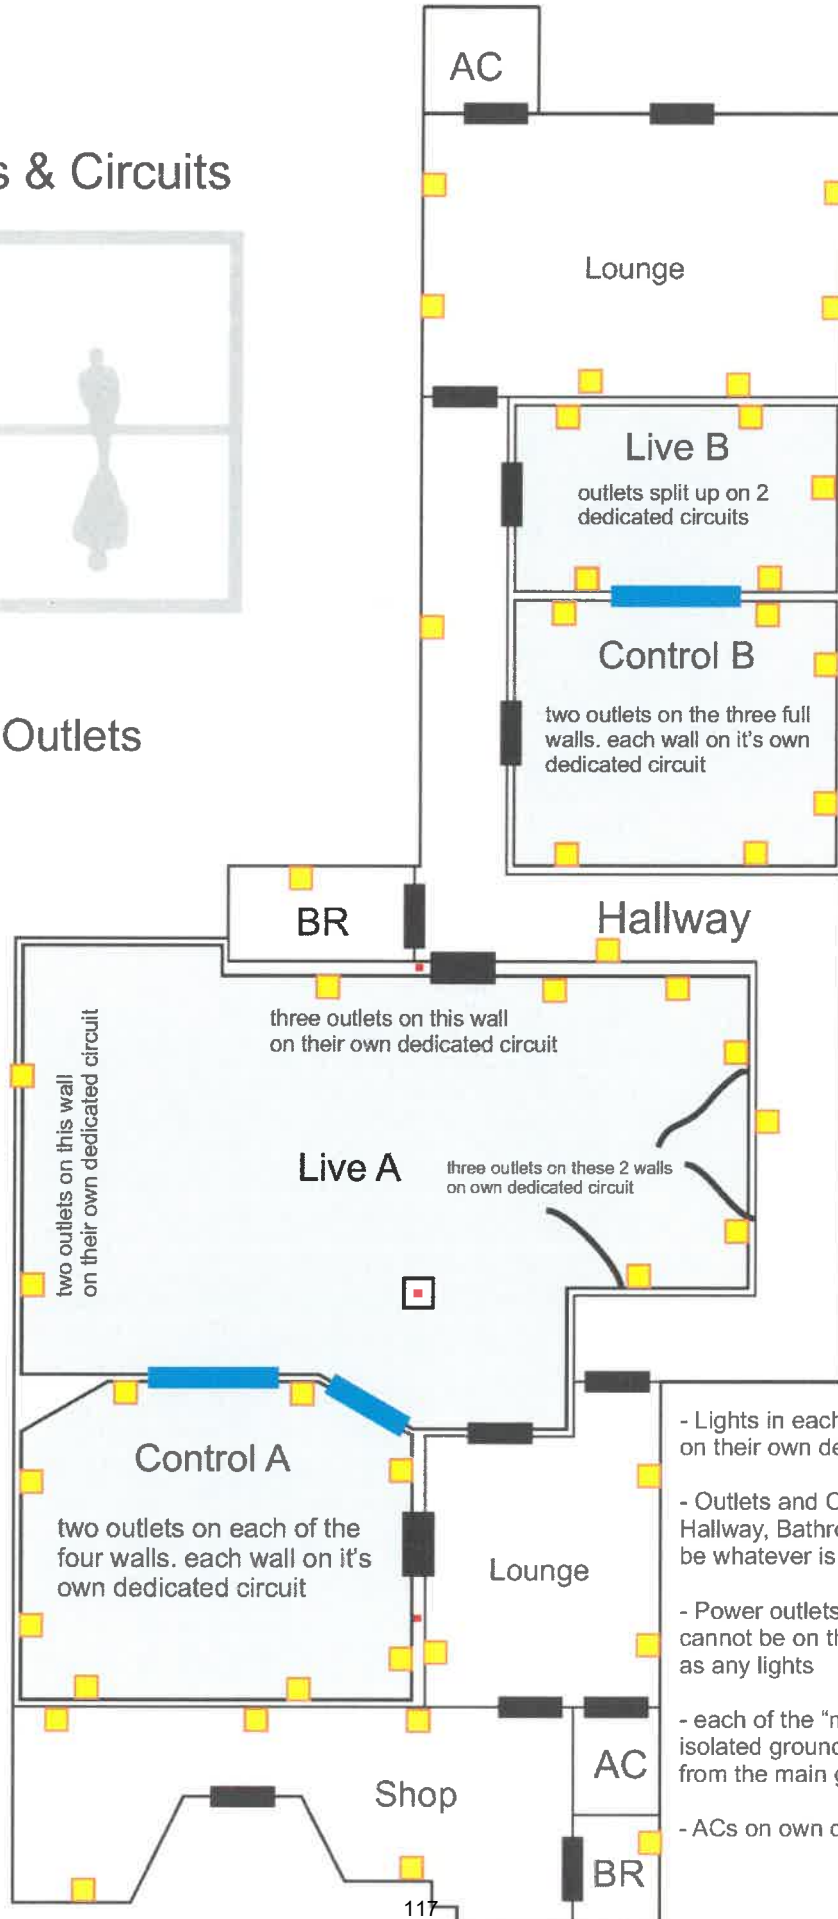 AC
s & Circuits
Lounge
Live B
outlets split up on 2
dedicated circuits
Control B
two outlets on the three full
walls. each wall on it's own
dedicated circuit
Outlets
BR
Hallway
three outlets on this wall
on their own dedicated circuit
two outlets on this wall
on their own dedicated circuit
Live A
three outlets on these 2 walls
on own dedicated circuit
Control A
two outlets on each of the
four walls. each wall on it's
own dedicated circuit
Lounge
- Lights in each
on their own de
- Outlets and C
Hallway, Bathro
be whatever is
- Power outlets
cannot be on th
as any lights
- each of the “m
isolated ground
from the main g
- ACs on own d
AC
Shop
BR
117